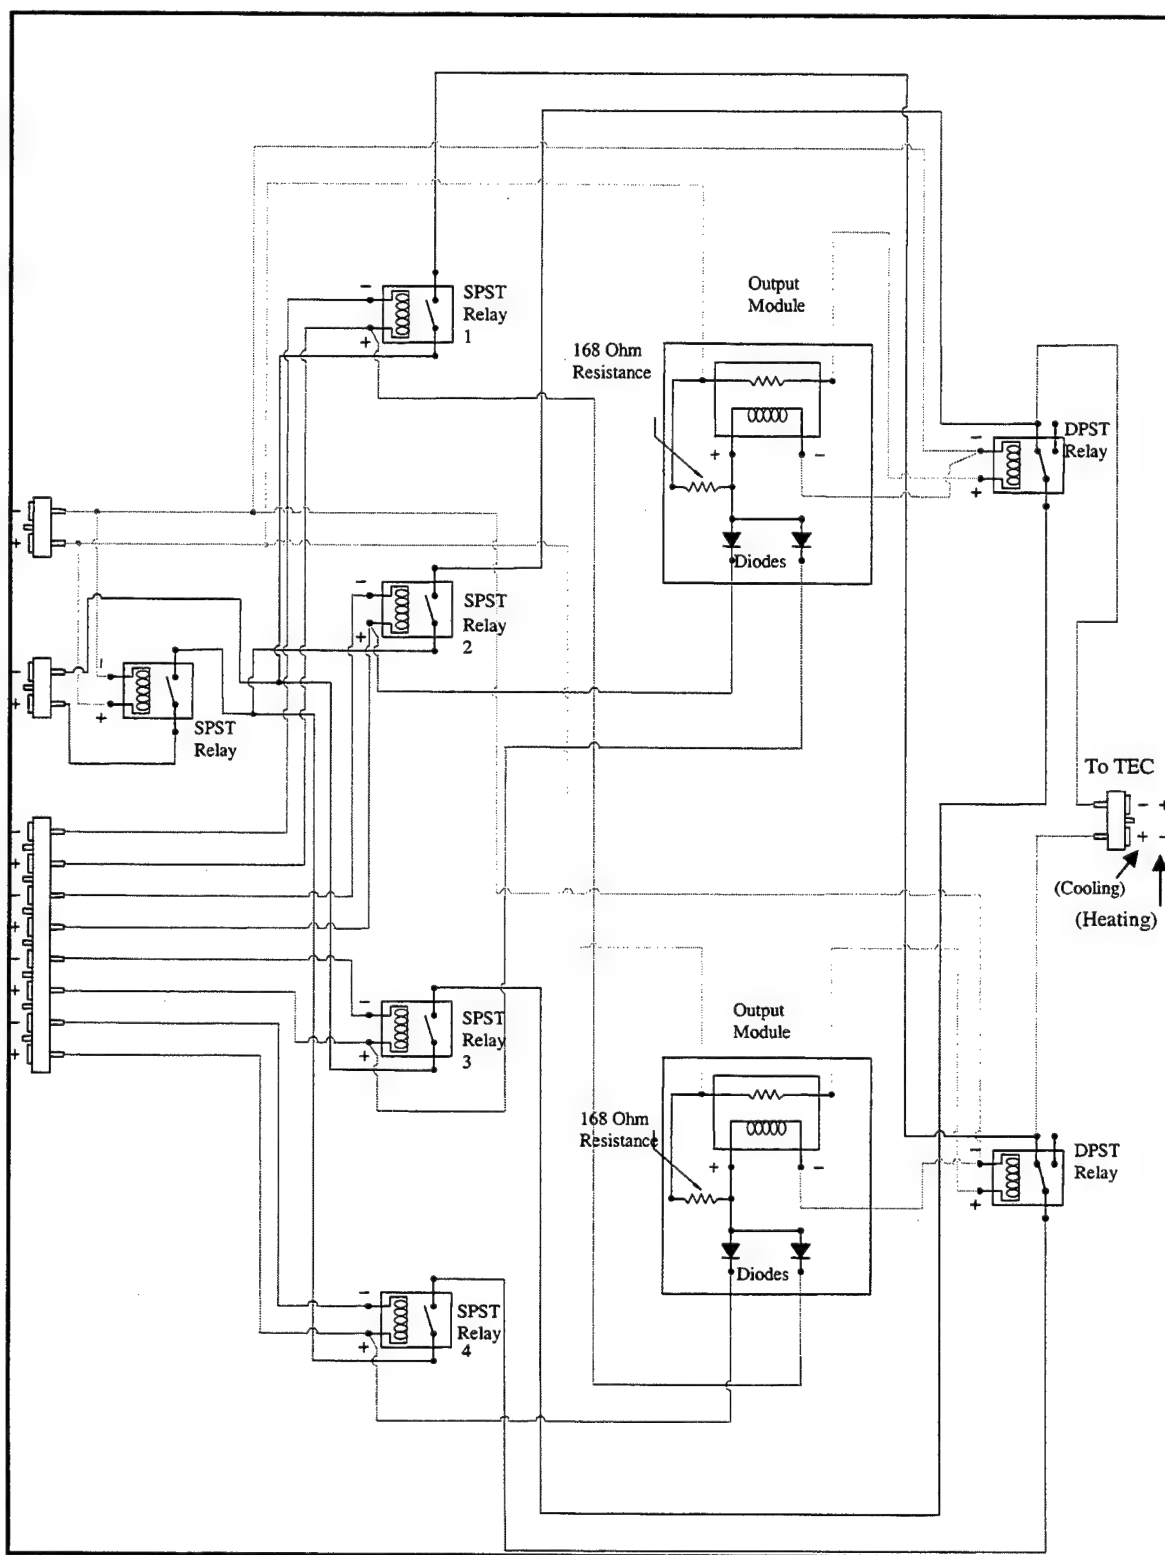 SPST
Relay
1
Output
Module
168 Ohm
Resistance
+ -
Diodes
DPST
Relay
SPST
Relay
2
SPST
Relay
To TEC
- +
+ -
(Cooling)
(Heating)
SPST
Relay
3
Output
Module
168 Ohm
Resistance
+ -
Diodes
DPST
Relay
SPST
Relay
4